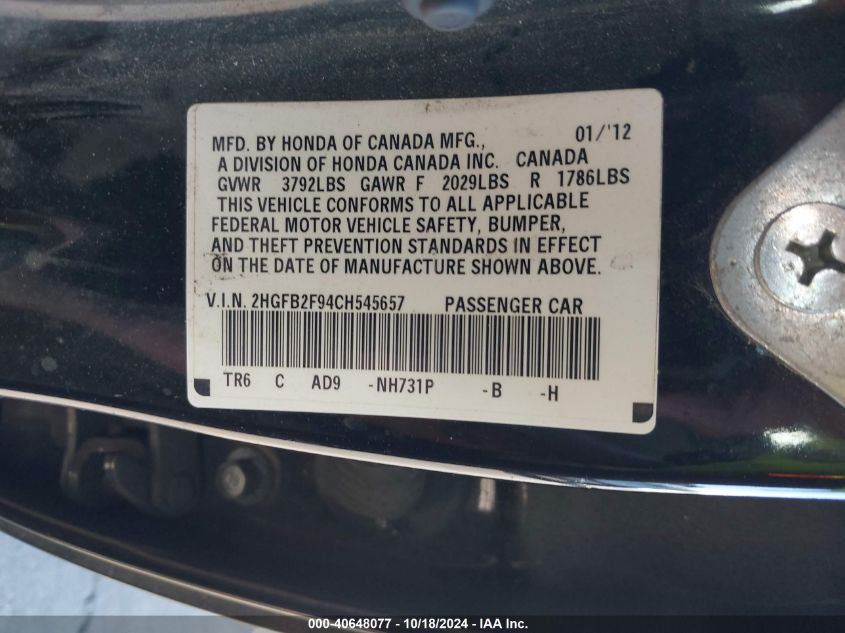 MFD. BY HONDA OF CANADA MFG., 01/'12
A DIVISION OF HONDA CANADA INC. CANADA
GVWR 3792LBS GAWR F 2029LBS R 1786LBS
THIS VEHICLE CONFORMS TO ALL APPLICABLE
FEDERAL MOTOR VEHICLE SAFETY, BUMPER,
AND THEFT PREVENTION STANDARDS IN EFFECT
ON THE DATE OF MANUFACTURE SHOWN ABOVE.
V.I.N. 2HGFB2F94CH545657 PASSENGER CAR
TR6 C AD9 -NH731P -B -H
000-40648077 - 10/18/2024 - IAA Inc.